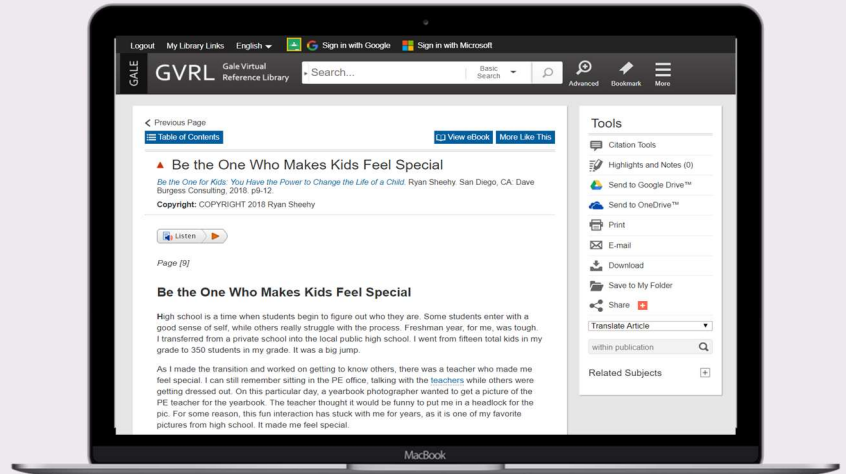 Logout My Library Links English Sign in with Google Sign in with Microsoft
GALE
GVRL Gale Virtual Reference Library
Search...
Basic Search
Advanced Bookmark More
Previous Page
Table of Contents
View eBook More Like This
Be the One Who Makes Kids Feel Special
Be the One for Kids: You Have the Power to Change the Life of a Child. Ryan Sheehy. San Diego, CA: Dave
Burgess Consulting, 2018. p9-12.
Copyright: COPYRIGHT 2018 Ryan Sheehy
Listen
Page [9]
Be the One Who Makes Kids Feel Special
High school is a time when students begin to figure out who they are. Some students enter with a
good sense of self, while others really struggle with the process. Freshman year, for me, was tough.
I transferred from a private school into the local public high school. I went from fifteen total kids in my
grade to 350 students in my grade. It was a big jump.
As I made the transition and worked on getting to know others, there was a teacher who made me
feel special. I can still remember sitting in the PE office, talking with the teachers while others were
getting dressed out. On this particular day, a yearbook photographer wanted to get a picture of the
PE teacher for the yearbook. The teacher thought it would be funny to put me in a headlock for the
pic. For some reason, this fun interaction has stuck with me for years, as it is one of my favorite
pictures from high school. It made me feel special.
Tools
Citation Tools
Highlights and Notes (0)
Send to Google Drive™
Send to OneDrive™
Print
E-mail
Download
Save to My Folder
Share
Translate Article
within publication
Related Subjects
MacBook